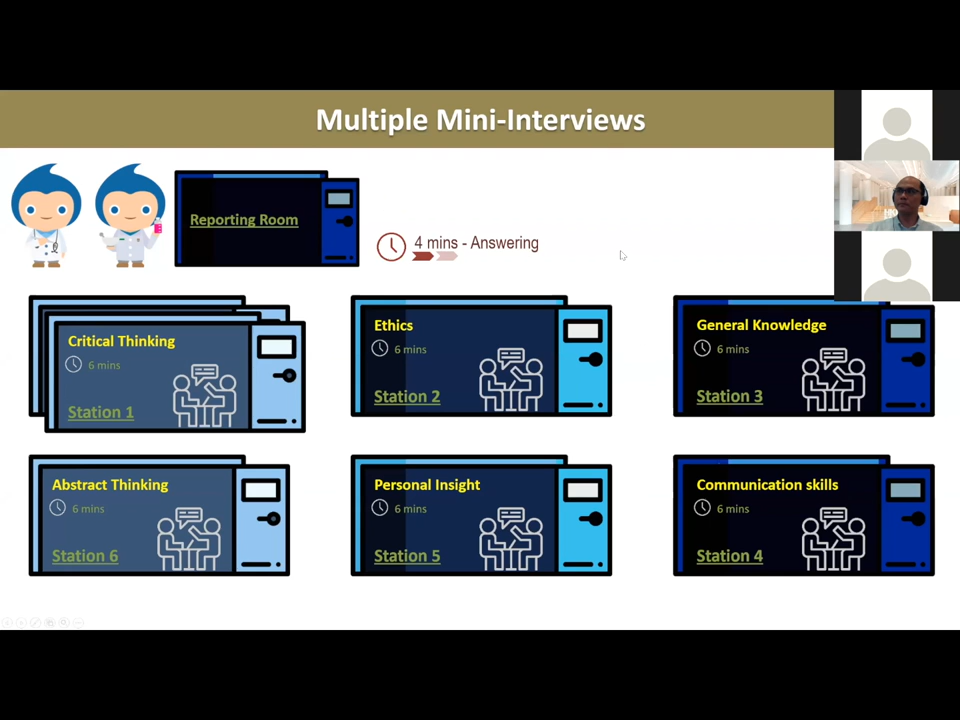 Multiple Mini-Interviews
Reporting Room
4 mins - Answering
Critical Thinking
6 mins
Station 1
Ethics
6 mins
Station 2
General Knowledge
6 mins
Station 3
Abstract Thinking
6 mins
Station 6
Personal Insight
6 mins
Station 5
Communication skills
6 mins
Station 4